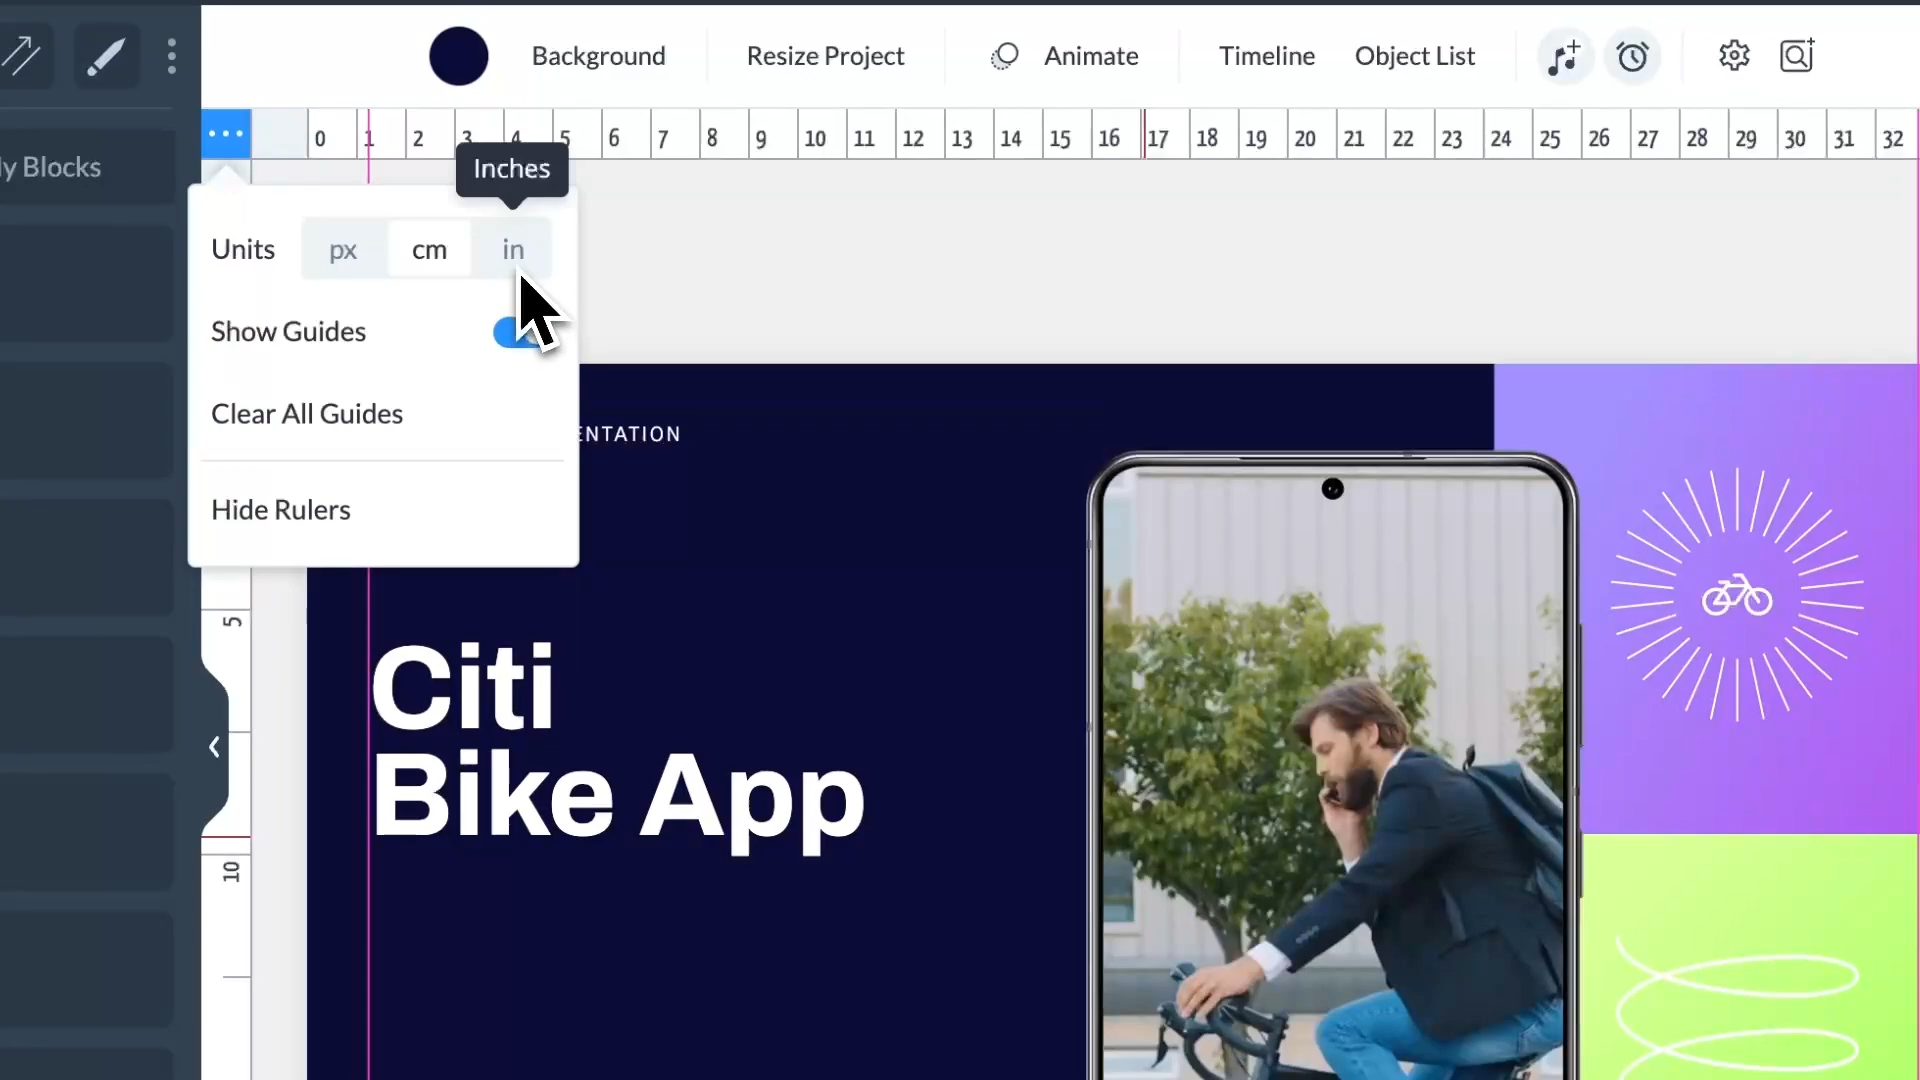 Background Resize Project Animate Timeline Object List
0 1 2 3 4 5 6 7 8 9 10 11 12 13 14 15 16 17 18 19 20 21 22 23 24 25 26 27 28 29 30 31 32
y Blocks
Inches
Units px cm in
Show Guides
Clear All Guides
ENTATION
Hide Rulers
5
Citi
Bike App
10